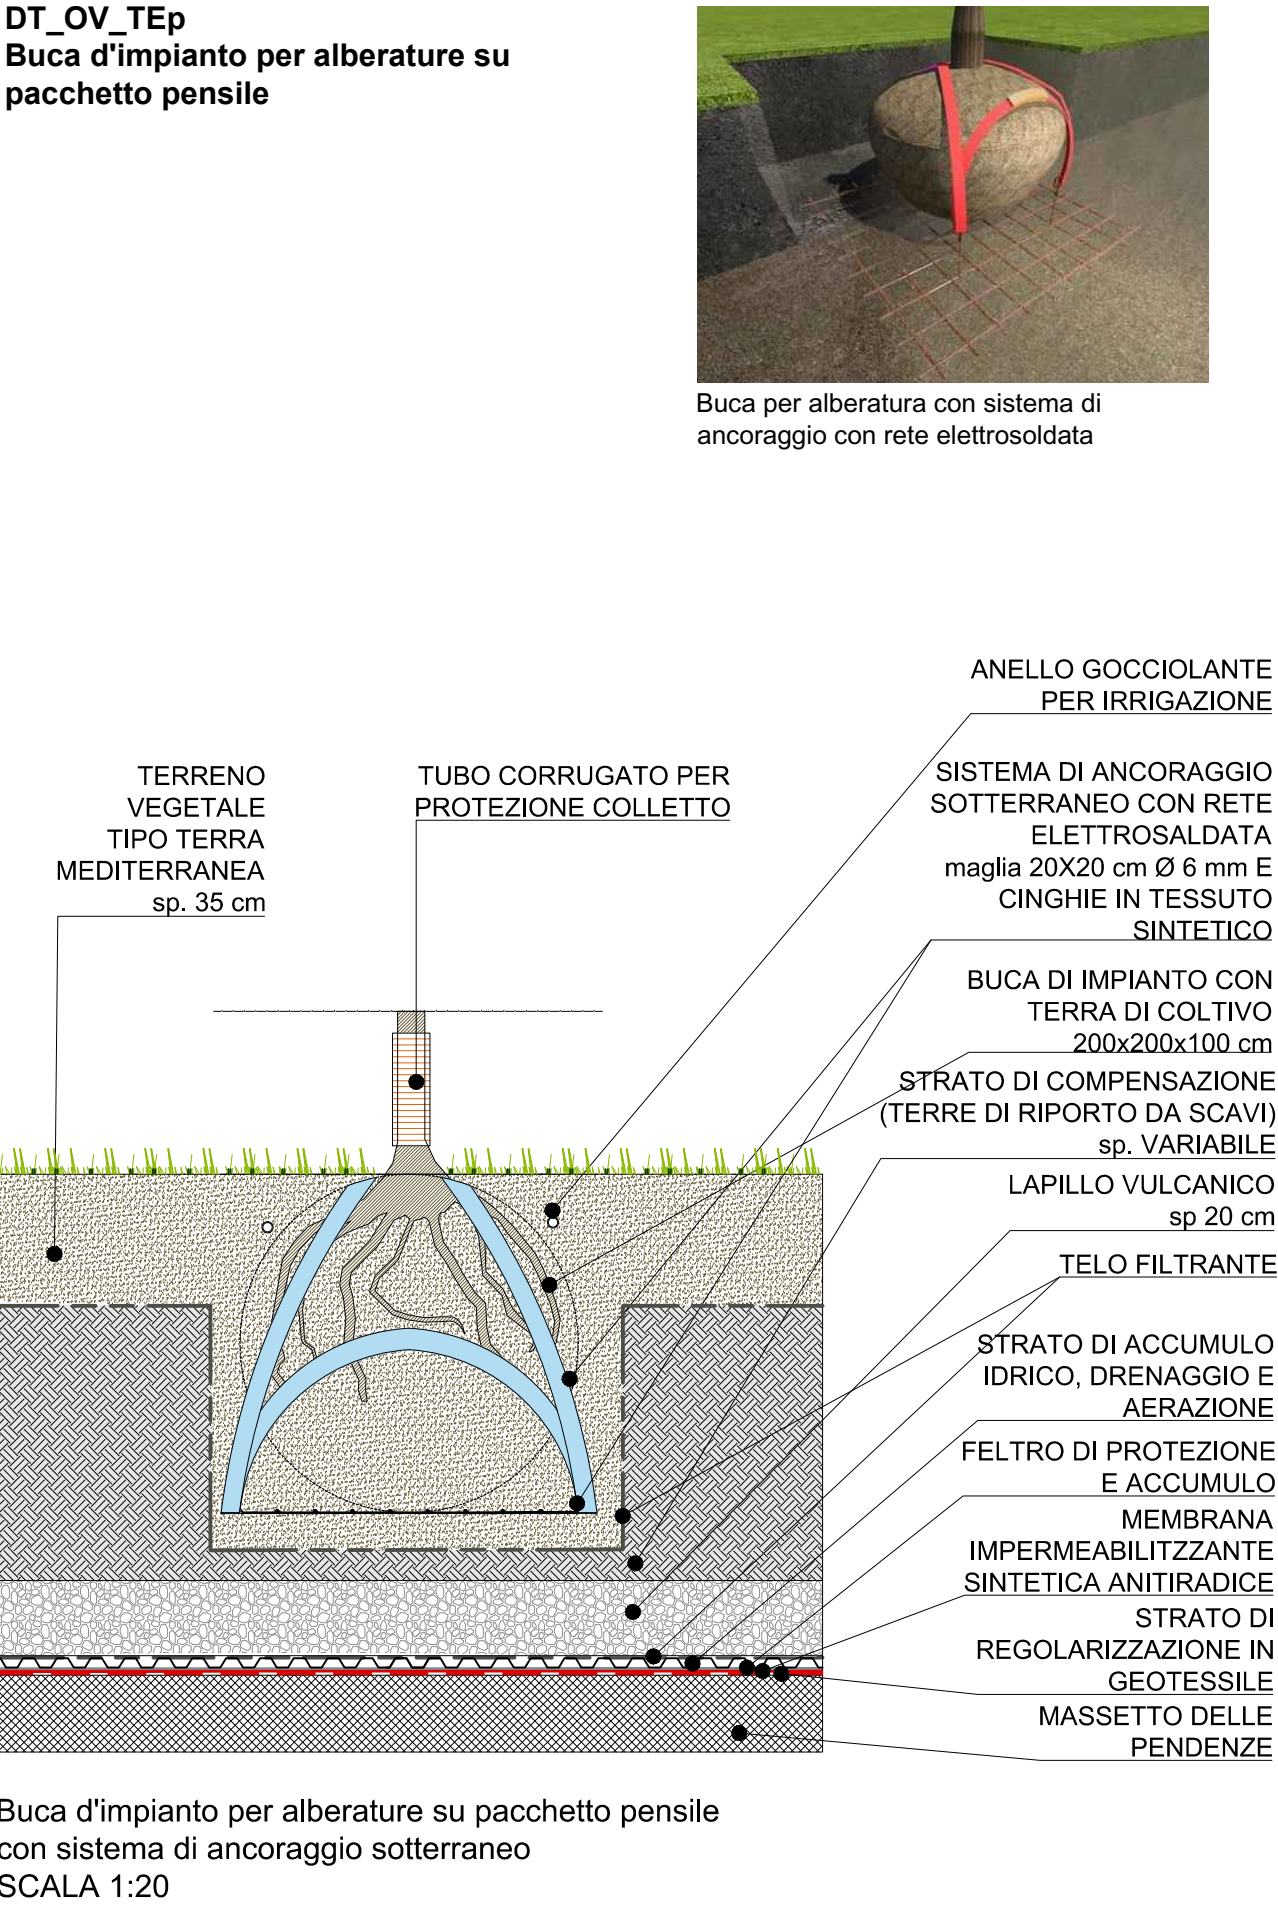 DT_OV_TEp
Buca d'impianto per alberature su
pacchetto pensile
Buca per alberatura con sistema di
ancoraggio con rete elettrosoldata
ANELLO GOCCIOLANTE
PER IRRIGAZIONE
TERRENO
VEGETALE
TIPO TERRA
MEDITERRANEA
sp. 35 cm
TUBO CORRUGATO PER
PROTEZIONE COLLETTO
SISTEMA DI ANCORAGGIO
SOTTERRANEO CON RETE
ELETTROSALDATA
maglia 20X20 cm Ø 6 mm E
CINGHIE IN TESSUTO
SINTETICO
BUCA DI IMPIANTO CON
TERRA DI COLTIVO
200x200x100 cm
STRATO DI COMPENSAZIONE
(TERRE DI RIPORTO DA SCAVI)
sp. VARIABILE
LAPILLO VULCANICO
sp 20 cm
TELO FILTRANTE
STRATO DI ACCUMULO
IDRICO, DRENAGGIO E
AERAZIONE
FELTRO DI PROTEZIONE
E ACCUMULO
MEMBRANA
IMPERMEABILITZZANTE
SINTETICA ANITIRADICE
STRATO DI
REGOLARIZZAZIONE IN
GEOTESSILE
MASSETTO DELLE
PENDENZE
Buca d'impianto per alberature su pacchetto pensile
con sistema di ancoraggio sotterraneo
SCALA 1:20